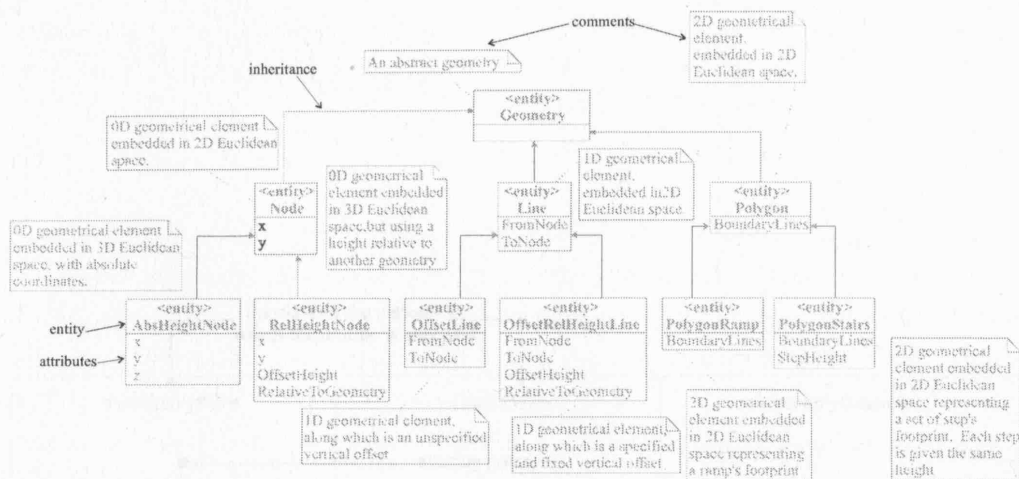 comments
2D geometrical
element,
embedded in 2D
Euclidean space.
An abstract geometry
inheritance
<entity>
Geometry
0D geometrical element
embedded in 2D Euclidean
space.
0D geometrical
element embedded
in 3D Euclidean
space,but using a
height relative to
another geometry
1D geometrical
element,
embedded in2D
Euclidean space
<entity>
Node
x
y
<entity>
Line
FromNode
ToNode
<entity>
Polygon
BoundaryLines
0D geometrical element
embedded in 3D Euclidean
space, with absolute
coordinates.
entity
attributes
<entity>
AbsHeightNode
x
y
z
<entity>
RelHeightNode
x
y
OffsetHeight
RelativeToGeometry
<entity>
OffsetLine
FromNode
ToNode
<entity>
OffsetRelHeightLine
FromNode
ToNode
OffsetHeight
RelativeToGeometry
<entity>
PolygonRamp
BoundaryLines
<entity>
PolygonStairs
BoundaryLines
StepHeight
1D geometrical element,
along which is an unspecified
vertical offset
1D geometrical element,
along which is a specified
and fixed vertical offset.
2D geometrical
element embedded
in 2D Euclidean
space representing
a ramp's footprint
2D geometrical
element embedded
in 2D Euclidean
space representing
a set of step's
footprint. Each step
is given the same
height